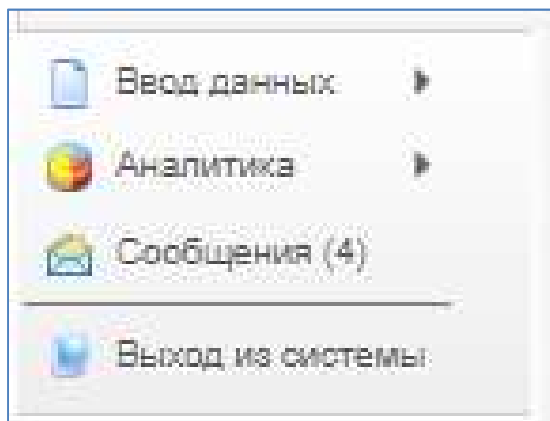 Ввод данных
Аналитика
Сообщения (4)
Выход из системы